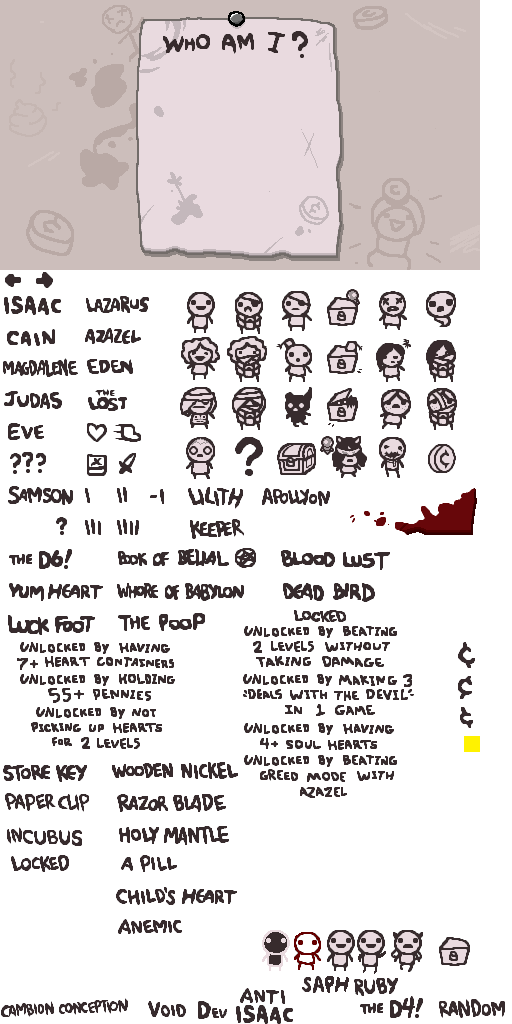 WHO AM I?
ISAAC LAZARUS
CAIN AZAZEL
MAGDALENE EDEN
JUDAS THE LOST
EVE
???
?
SAMSON I II -I LILITH APOLLYON
? III IIII KEEPER
THE D6! BOOK OF BELIAL BLOOD LUST
YUM HEART WHORE OF BABYLON DEAD BIRD
LUCK FOOT THE POOP
LOCKED
UNLOCKED BY BEATING
2 LEVELS WITHOUT
TAKING DAMAGE
UNLOCKED BY HAVING
7+ HEART CONTAINERS
UNLOCKED BY HOLDING
55+ PENNIES
UNLOCKED BY NOT
PICKING UP HEARTS
FOR 2 LEVELS
UNLOCKED BY MAKING 3
"DEALS WITH THE DEVIL"
IN 1 GAME
UNLOCKED BY HAVING
4+ SOUL HEARTS
UNLOCKED BY BEATING
GREED MODE WITH
AZAZEL
¢
¢
¢
STORE KEY WOODEN NICKEL
PAPER CLIP RAZOR BLADE
INCUBUS HOLY MANTLE
LOCKED A PILL
CHILD'S HEART
ANEMIC
SAPH RUBY
CAMBION CONCEPTION VOID DEV ANTI ISAAC THE D4! RANDOM